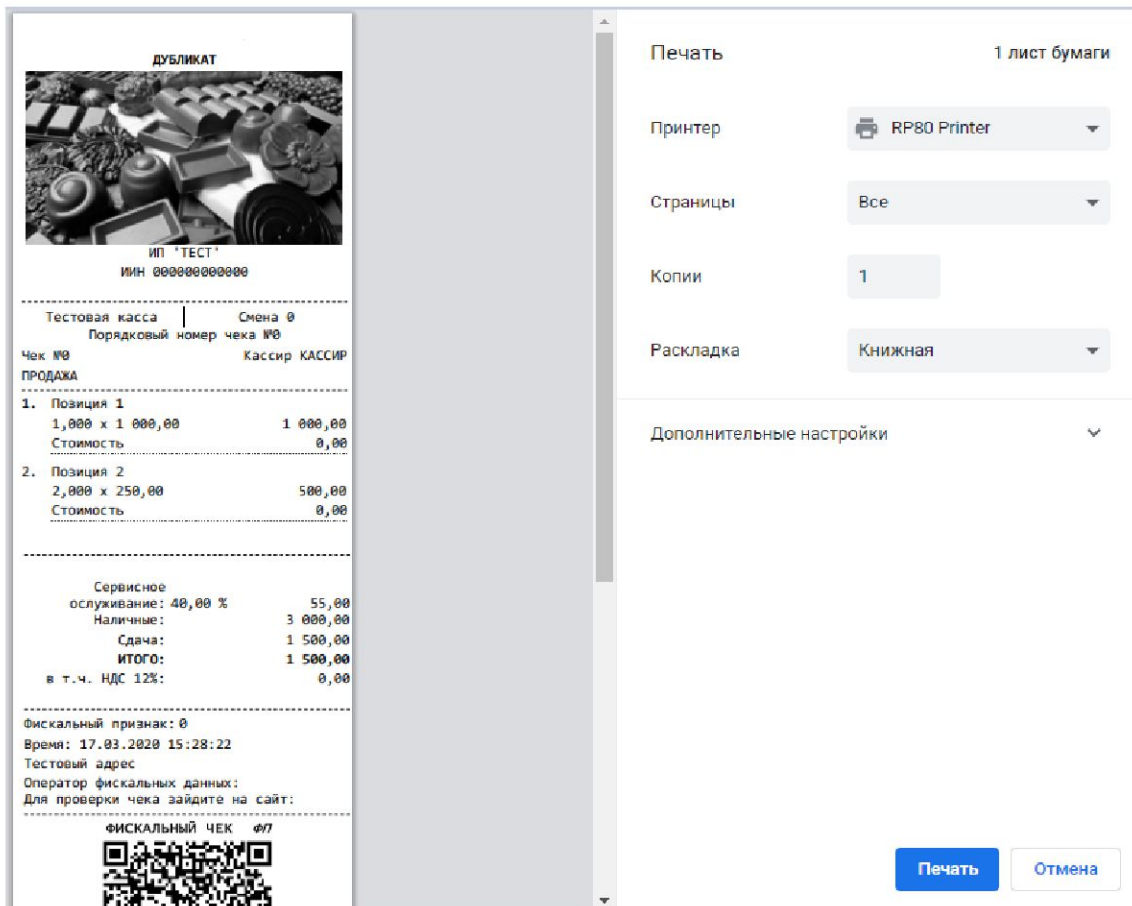 ДУБЛИКАТ
ИП 'ТЕСТ'
ИИН 000000000000
Тестовая касса Смена 0
Порядковый номер чека №0
Чек №0 Кассир КАССИР
ПРОДАЖА
1. Позиция 1
1,000 x 1 000,00 1 000,00
Стоимость 0,00
2. Позиция 2
2,000 x 250,00 500,00
Стоимость 0,00
Сервисное
ослуживание: 40,00 % 55,00
Наличные: 3 000,00
Сдача: 1 500,00
ИТОГО: 1 500,00
в т.ч. НДС 12%: 0,00
Фискальный признак: 0
Время: 17.03.2020 15:28:22
Тестовый адрес
Оператор фискальных данных:
Для проверки чека зайдите на сайт:
ФИСКАЛЬНЫЙ ЧЕК ФП
Печать 1 лист бумаги
Принтер RP80 Printer
Страницы Все
Копии 1
Раскладка Книжная
Дополнительные настройки
Печать Отмена